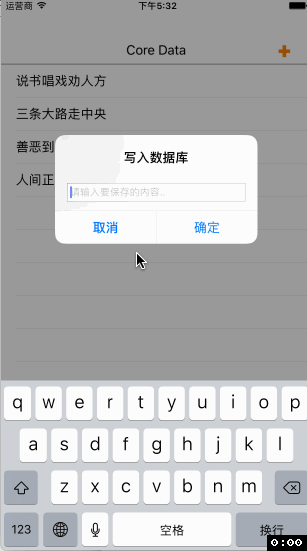 运营商 下午5:32
Core Data +
说书唱戏劝人方
三条大路走中央
善恶到
人间正
写入数据库
请输入要保存的内容..
取消 确定
q w e r t y u i o p
a s d f g h j k l
z x c v b n m
123 空格 换行
0:00